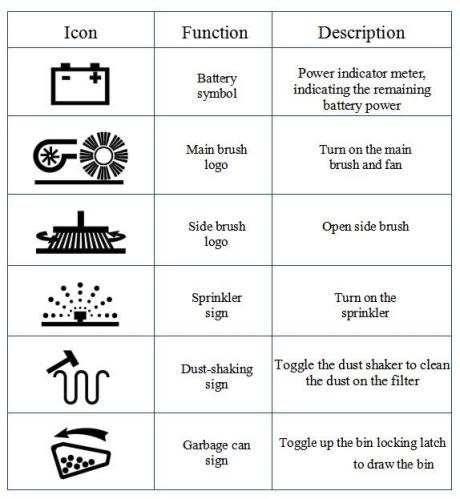 Icon Function Description
Battery
symbol
Power indicator meter,
indicating the remaining
battery power
Main brush
logo
Turn on the main
brush and fan
Side brush
logo
Open side brush
Sprinkler
sign
Turn on the
sprinkler
Dust-shaking
sign
Toggle the dust shaker to clean
the dust on the filter
Garbage can
sign
Toggle up the bin locking latch
to draw the bin